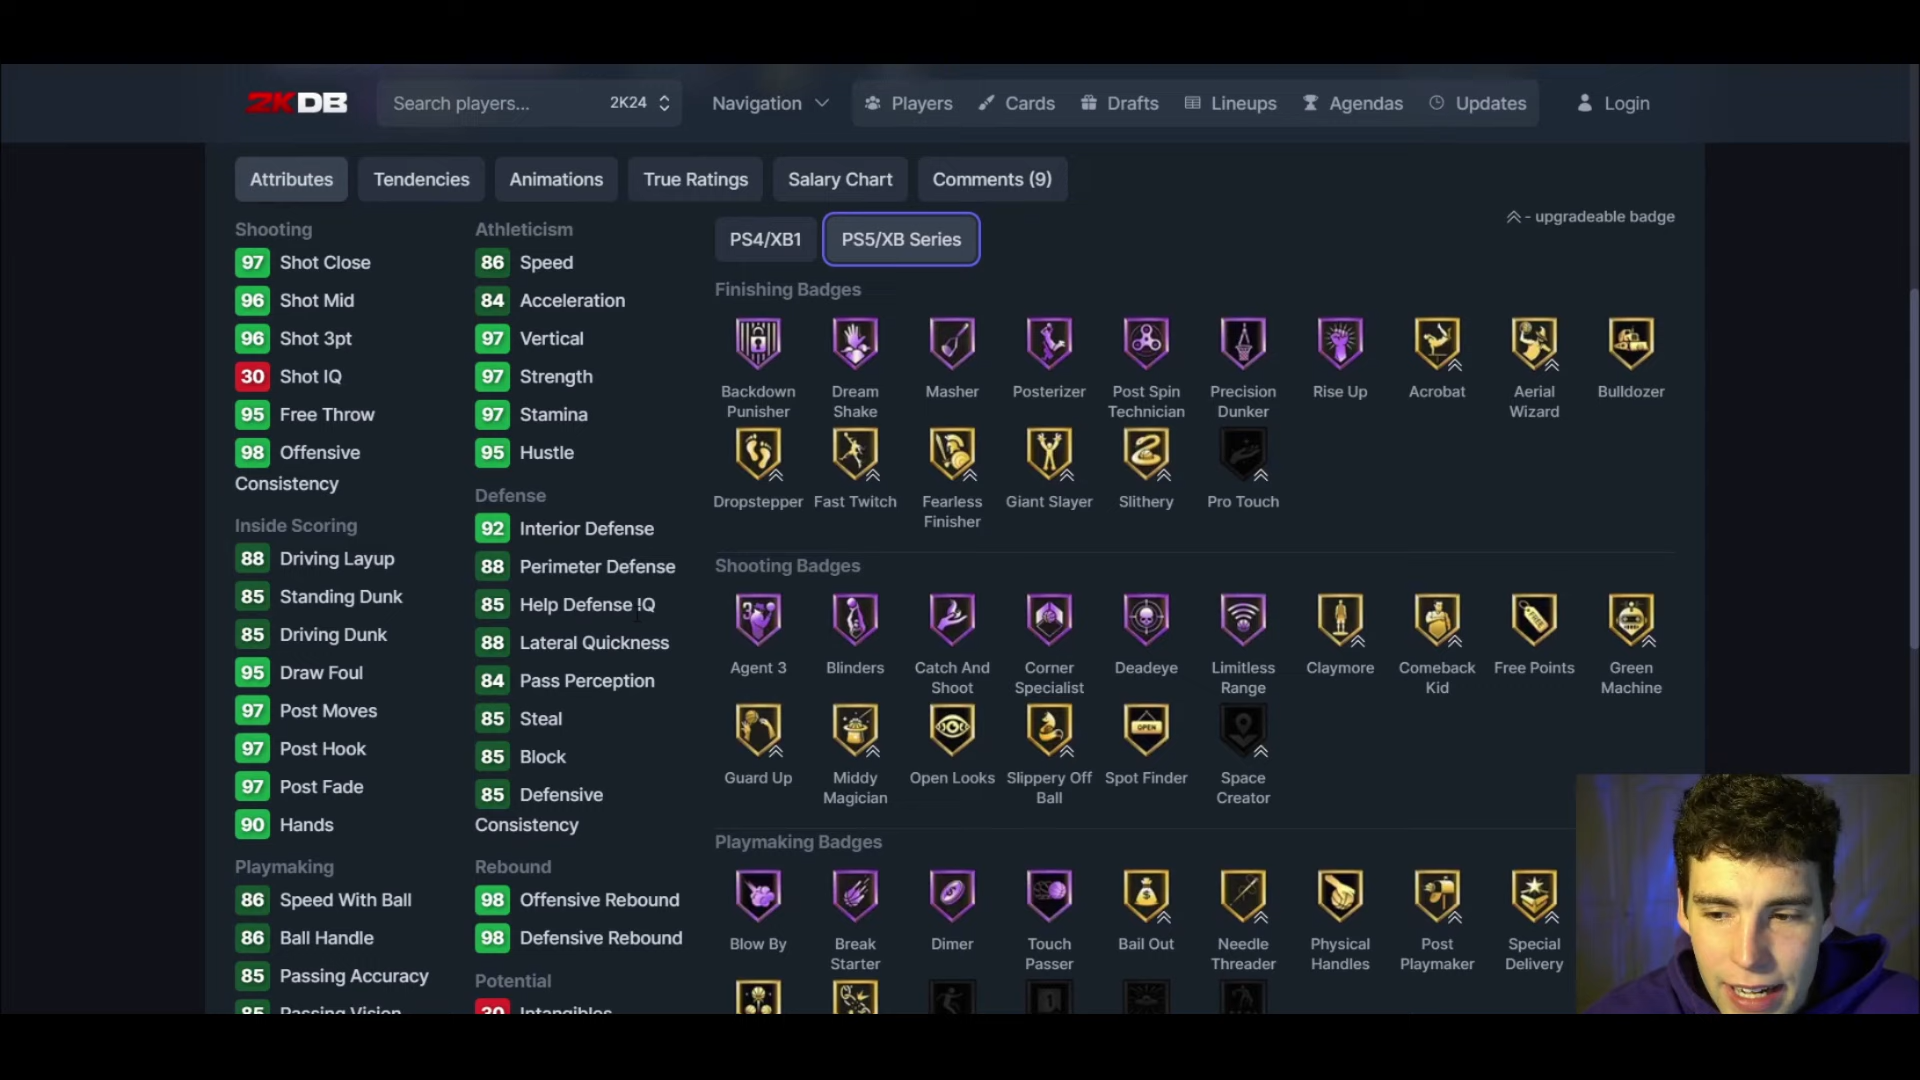 2KDB
Search players...
2K24
Navigation
Players
Cards
Drafts
Lineups
Agendas
Updates
Login
Attributes
Tendencies
Animations
True Ratings
Salary Chart
Comments (9)
Shooting
97 Shot Close
96 Shot Mid
96 Shot 3pt
30 Shot IQ
95 Free Throw
98 Offensive
Consistency
Inside Scoring
88 Driving Layup
85 Standing Dunk
85 Driving Dunk
95 Draw Foul
97 Post Moves
97 Post Hook
97 Post Fade
90 Hands
Playmaking
86 Speed With Ball
86 Ball Handle
85 Passing Accuracy
85 Passing Vision
Athleticism
86 Speed
84 Acceleration
97 Vertical
97 Strength
97 Stamina
95 Hustle
Defense
92 Interior Defense
88 Perimeter Defense
85 Help Defense IQ
88 Lateral Quickness
84 Pass Perception
85 Steal
85 Block
85 Defensive
Consistency
Rebound
98 Offensive Rebound
98 Defensive Rebound
Potential
30 Intangibles
PS4/XB1
PS5/XB Series
- upgradeable badge
Finishing Badges
Backdown
Punisher
Dream
Shake
Masher
Posterizer
Post Spin
Technician
Precision
Dunker
Rise Up
Acrobat
Aerial
Wizard
Bulldozer
Dropstepper
Fast Twitch
Fearless
Finisher
Giant Slayer
Slithery
Pro Touch
Shooting Badges
3
Agent 3
Blinders
Catch And
Shoot
Corner
Specialist
Deadeye
Limitless
Range
Claymore
Comeback
Kid
FREE
Free Points
Green
Machine
Guard Up
Middy
Magician
Open Looks
Slippery Off
Ball
OPEN
Spot Finder
Space
Creator
Playmaking Badges
Blow By
Break
Starter
Dimer
Touch
Passer
Bail Out
Needle
Threader
Physical
Handles
Post
Playmaker
Special
Delivery
1